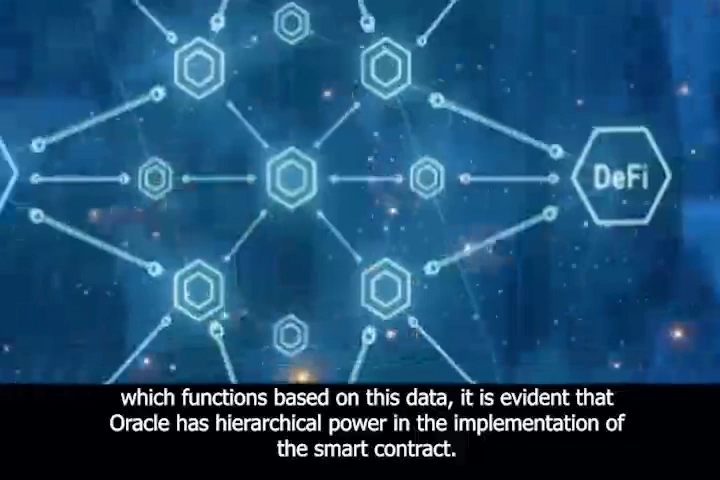 DeFi
which functions based on this data, it is evident that
Oracle has hierarchical power in the implementation of
the smart contract.